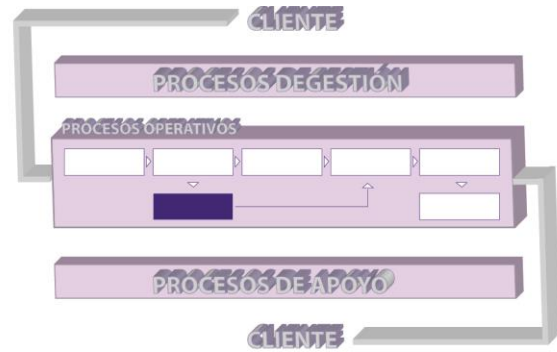 CLIENTE
PROCESOS DEGESTIÓN
PROCESOS OPERATIVOS
PROCESOS DE APOYO
CLIENTE